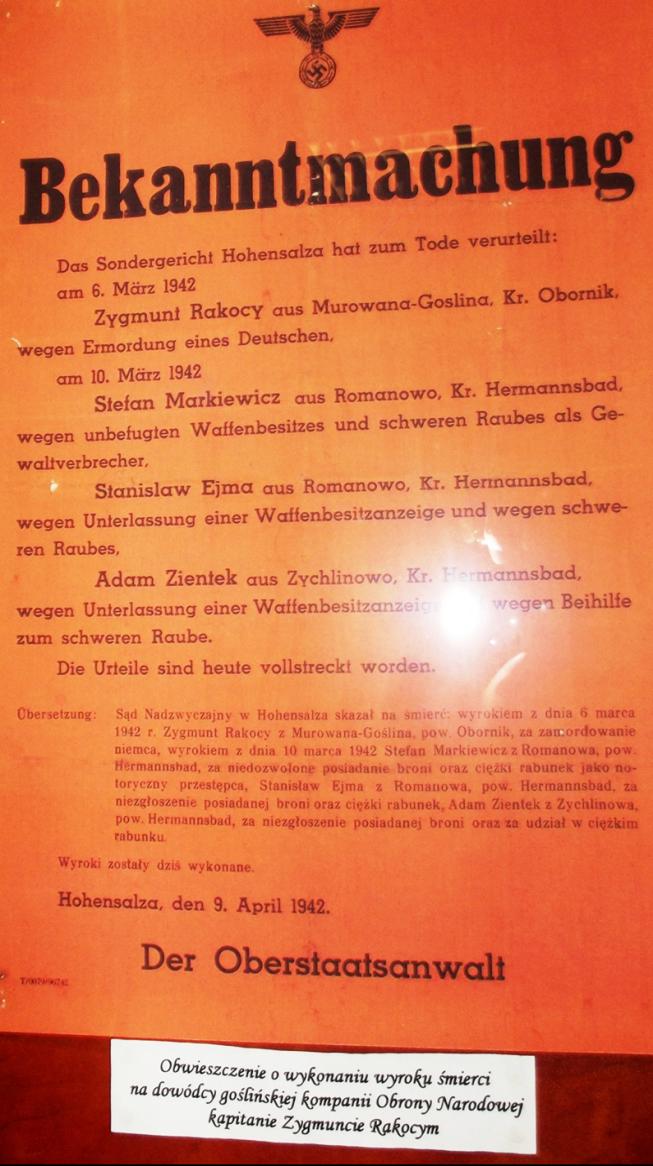 Bekanntmachung
Das Sondergericht Hohensalza hat zum Tode verurteilt:
am 6. März 1942
Zygmunt Rakocy aus Murowana-Goslina, Kr. Obornik,
wegen Ermordung eines Deutschen,
am 10. März 1942
Stefan Markiewicz aus Romanowo, Kr. Hermannsbad,
wegen unbefugten Waffenbesitzes und schweren Raubes als Ge-
waltverbrecher,
Stanislaw Ejma aus Romanowo, Kr. Hermannsbad,
wegen Unterlassung einer Waffenbesitzanzeige und wegen schwe-
ren Raubes,
Adam Zientek aus Zychlinowo, Kr. Hermannsbad,
wegen Unterlassung einer wegen Beihilfe
zum schweren Raube.
Die Urteile sind heute vollstreckt worden.
Übersetzung: Sąd Nadzwyczajny w Hohensalza skazał na śmierć: wyrokiem z dnia 6 marca
1942 r. Zygmunt Rakocy z Murowana-Goślina, pow. Obornik, za zamordowanie
niemca, wyrokiem z dnia 10 marca 1942 Stefan Markiewicz z Romanowa, pow.
Hermannsbad, za niedozwolone posiadanie broni oraz ciężki rabunek jako no-
toryczny przestępca, Stanisław Ejma z Romanowa, pow. Hermannsbad, za
niezgłoszenie posiadanej broni oraz ciężki rabunek, Adam Zientek z Zychlinowa,
pow. Hermannsbad, za niezgłoszenie posiadanej broni oraz za udział w ciężkim
rabunku.
Wyroki zostały dziś wykonane.
Hohensalza, den 9. April 1942.
Der Oberstaatsanwalt
Obwieszczenie o wykonaniu wyroku śmierci
na dowódcy goślińskiej kompanii Obrony Narodowej
kapitanie Zygmuncie Rakocym